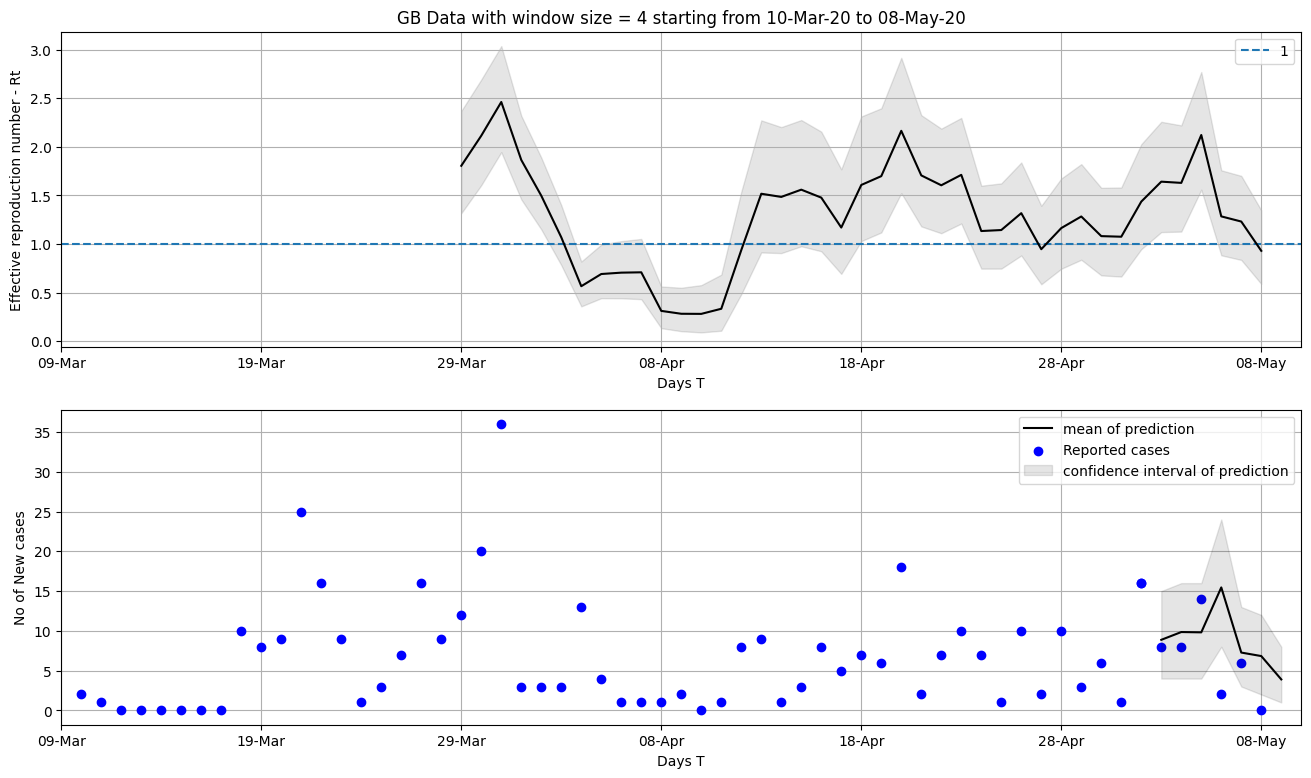 GB Data with window size = 4 starting from 10-Mar-20 to 08-May-20
Effective reproduction number - Rt
3.0
2.5
2.0
1.5
1.0
0.5
0.0
1
09-Mar 19-Mar 29-Mar 08-Apr 18-Apr 28-Apr 08-May
Days T
No of New cases
35
30
25
20
15
10
5
0
mean of prediction
Reported cases
confidence interval of prediction
09-Mar 19-Mar 29-Mar 08-Apr 18-Apr 28-Apr 08-May
Days T